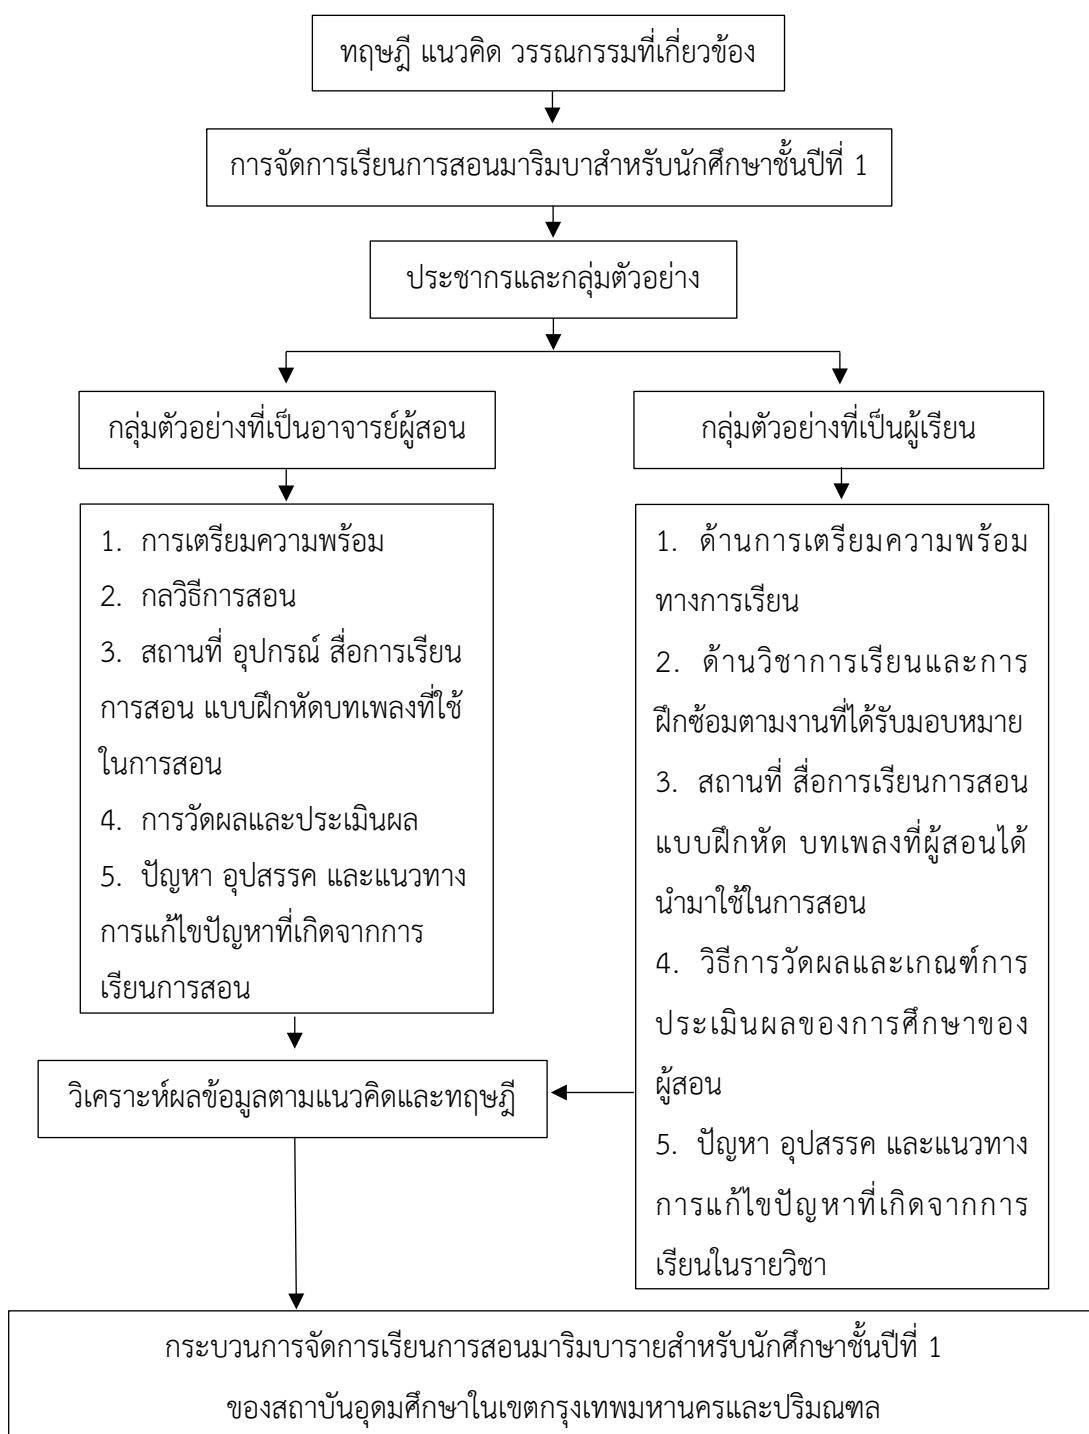 ทฤษฎี แนวคิด วรรณกรรมที่เกี่ยวข้อง
การจัดการเรียนการสอนมาริมบาสำหรับนักศึกษาชั้นปีที่ 1
ประชากรและกลุ่มตัวอย่าง
กลุ่มตัวอย่างที่เป็นอาจารย์ผู้สอน
กลุ่มตัวอย่างที่เป็นผู้เรียน
1. การเตรียมความพร้อม
2. กลวิธีการสอน
3. สถานที่ อุปกรณ์ สื่อการเรียน
การสอน แบบฝึกหัดบทเพลงที่ใช้
ในการสอน
4. การวัดผลและประเมินผล
5. ปัญหา อุปสรรค และแนวทาง
การแก้ไขปัญหาที่เกิดจากการ
เรียนการสอน
1. ด้านการเตรียมความพร้อม
ทางการเรียน
2. ด้านวิชาการเรียนและการ
ฝึกซ้อมตามงานที่ได้รับมอบหมาย
3. สถานที่ สื่อการเรียนการสอน
แบบฝึกหัด บทเพลงที่ผู้สอนได้
นำมาใช้ในการสอน
4. วิธีการวัดผลและเกณฑ์การ
ประเมินผลของการศึกษาของ
ผู้สอน
5. ปัญหา อุปสรรค และแนวทาง
การแก้ไขปัญหาที่เกิดจากการ
เรียนในรายวิชา
วิเคราะห์ผลข้อมูลตามแนวคิดและทฤษฎี
กระบวนการจัดการเรียนการสอนมาริมบารายสำหรับนักศึกษาชั้นปีที่ 1
ของสถาบันอุดมศึกษาในเขตกรุงเทพมหานครและปริมณฑล